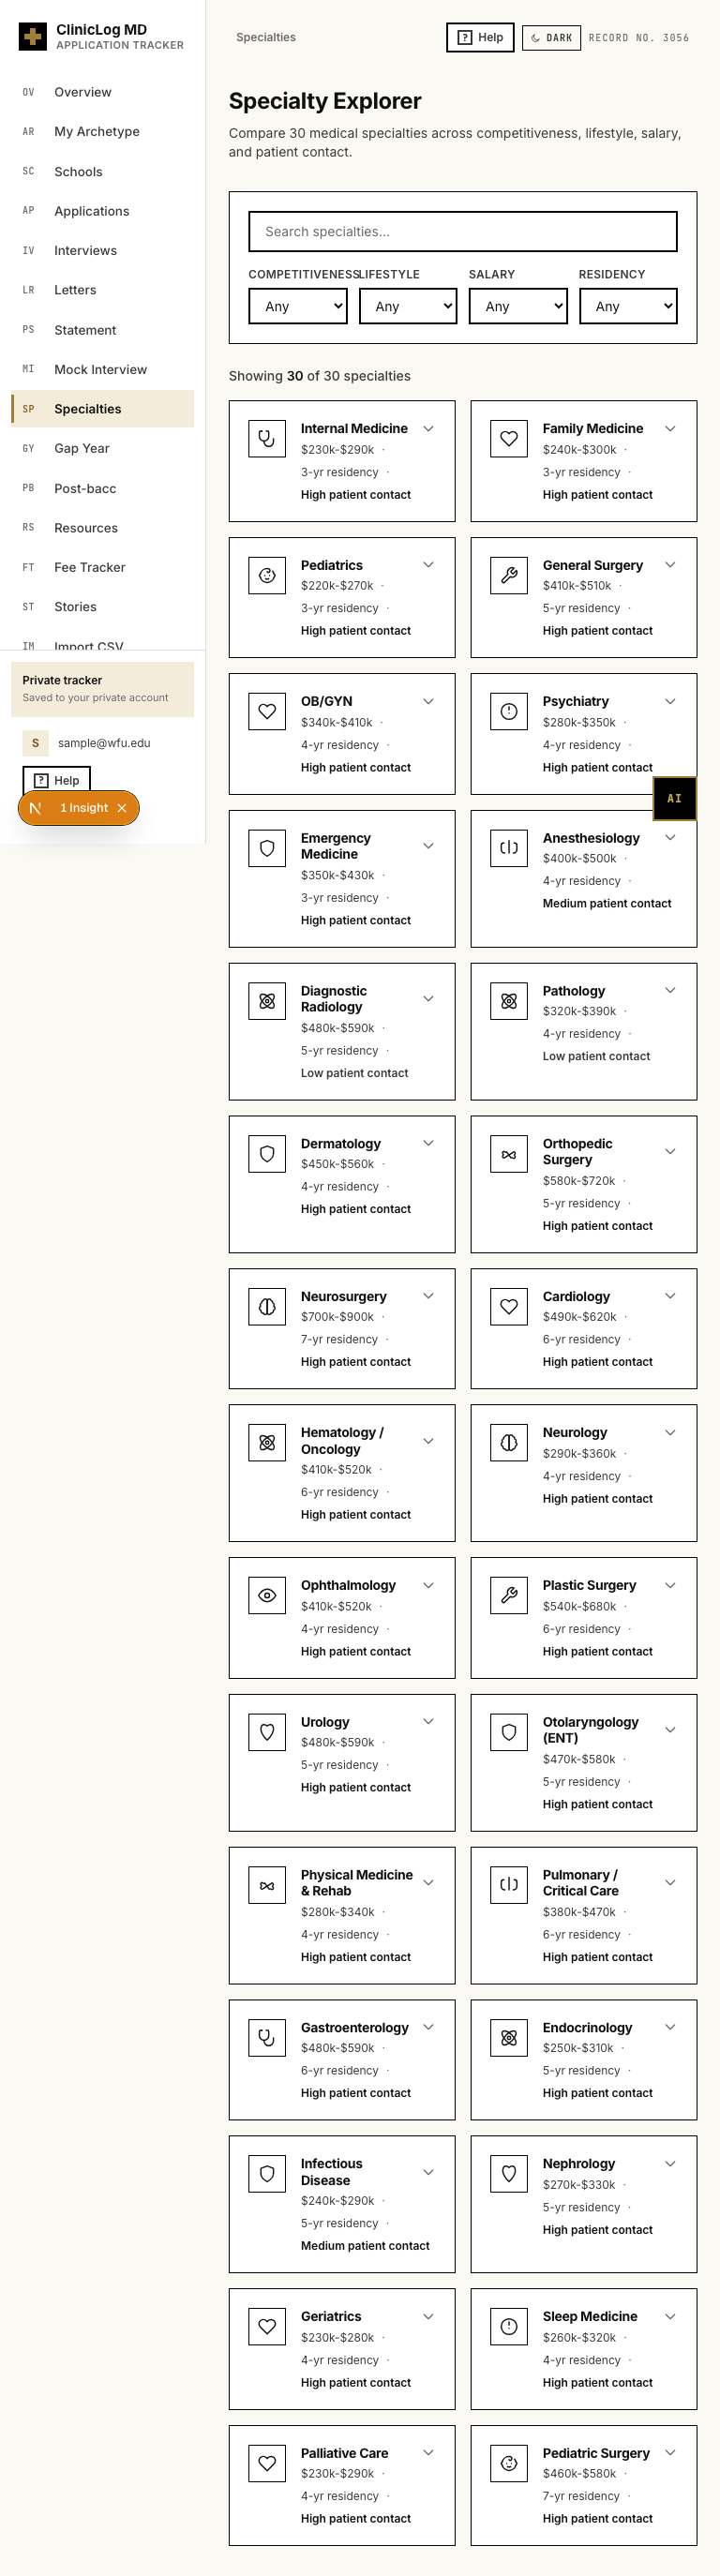 ClinicLog MD
APPLICATION TRACKER
OV Overview
AR My Archetype
SC Schools
AP Applications
IV Interviews
LR Letters
PS Statement
MI Mock Interview
SP Specialties
GY Gap Year
PB Post-bacc
RS Resources
FT Fee Tracker
ST Stories
IM Import CSV
Private tracker
Saved to your private account
S sample@wfu.edu
? Help
N 1 Insight
Specialties
? Help
DARK
RECORD NO. 3056
Specialty Explorer
Compare 30 medical specialties across competitiveness, lifestyle, salary,
and patient contact.
Search specialties...
COMPETITIVENESS LIFESTYLE SALARY RESIDENCY
Any Any Any Any
Showing 30 of 30 specialties
Internal Medicine
$230k-$290k ·
3-yr residency ·
High patient contact
Family Medicine
$240k-$300k ·
3-yr residency ·
High patient contact
Pediatrics
$220k-$270k ·
3-yr residency ·
High patient contact
General Surgery
$410k-$510k ·
5-yr residency ·
High patient contact
OB/GYN
$340k-$410k ·
4-yr residency ·
High patient contact
Psychiatry
$280k-$350k ·
4-yr residency ·
High patient contact
AI
Emergency
Medicine
$350k-$430k ·
3-yr residency ·
High patient contact
Anesthesiology
$400k-$500k ·
4-yr residency ·
Medium patient contact
Diagnostic
Radiology
$480k-$590k ·
5-yr residency ·
Low patient contact
Pathology
$320k-$390k ·
4-yr residency ·
Low patient contact
Dermatology
$450k-$560k ·
4-yr residency ·
High patient contact
Orthopedic
Surgery
$580k-$720k ·
5-yr residency ·
High patient contact
Neurosurgery
$700k-$900k ·
7-yr residency ·
High patient contact
Cardiology
$490k-$620k ·
6-yr residency ·
High patient contact
Hematology /
Oncology
$410k-$520k ·
6-yr residency ·
High patient contact
Neurology
$290k-$360k ·
4-yr residency ·
High patient contact
Ophthalmology
$410k-$520k ·
4-yr residency ·
High patient contact
Plastic Surgery
$540k-$680k ·
6-yr residency ·
High patient contact
Urology
$480k-$590k ·
5-yr residency ·
High patient contact
Otolaryngology
(ENT)
$470k-$580k ·
5-yr residency ·
High patient contact
Physical Medicine
& Rehab
$280k-$340k ·
4-yr residency ·
High patient contact
Pulmonary /
Critical Care
$380k-$470k ·
6-yr residency ·
High patient contact
Gastroenterology
$480k-$590k ·
6-yr residency ·
High patient contact
Endocrinology
$250k-$310k ·
5-yr residency ·
High patient contact
Infectious
Disease
$240k-$290k ·
5-yr residency ·
Medium patient contact
Nephrology
$270k-$330k ·
5-yr residency ·
High patient contact
Geriatrics
$230k-$280k ·
4-yr residency ·
High patient contact
Sleep Medicine
$260k-$320k ·
4-yr residency ·
High patient contact
Palliative Care
$230k-$290k ·
4-yr residency ·
High patient contact
Pediatric Surgery
$460k-$580k ·
7-yr residency ·
High patient contact